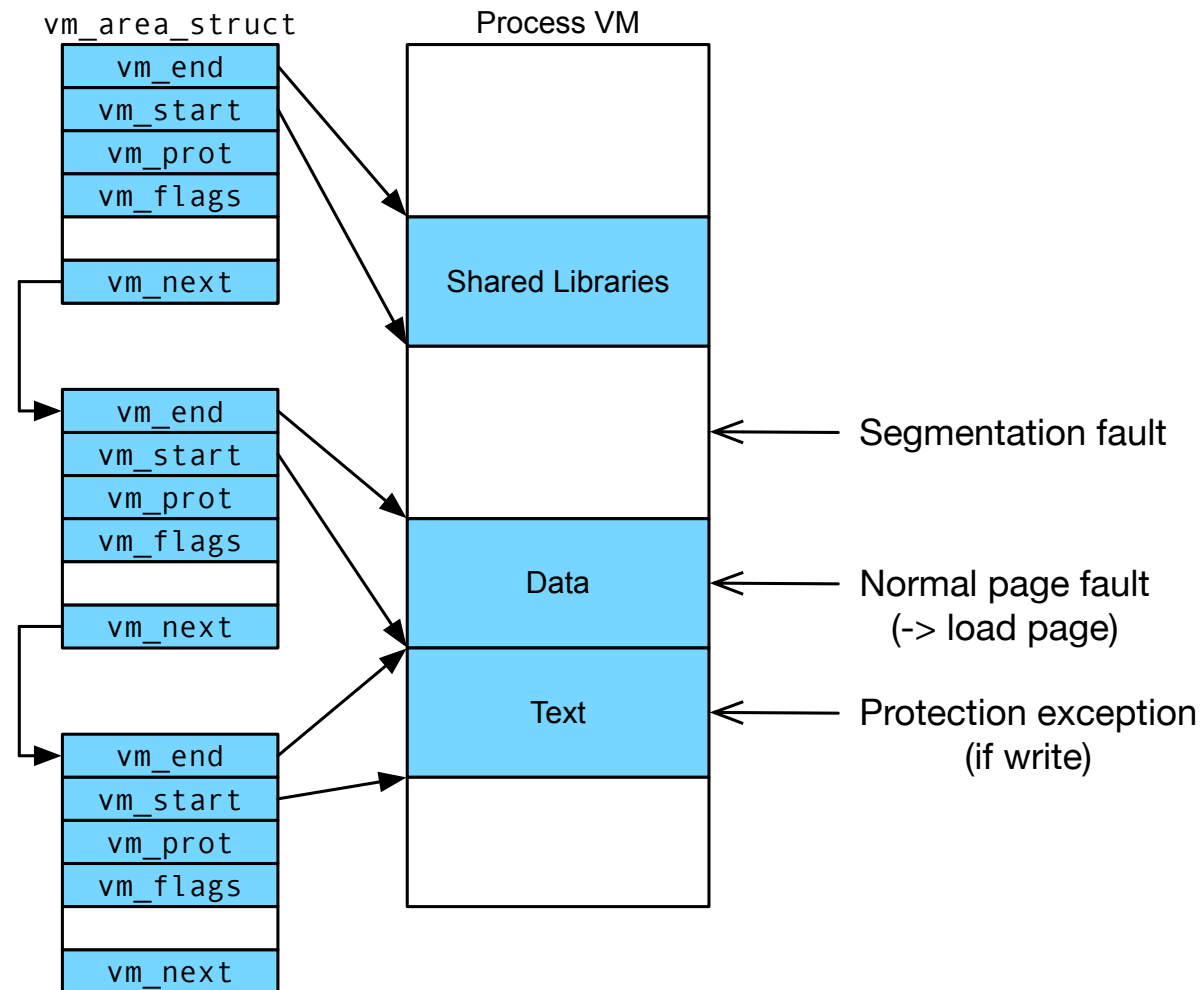 vm_area_struct
vm_end
vm_start
vm_prot
vm_flags
vm_next
vm_end
vm_start
vm_prot
vm_flags
vm_next
vm_end
vm_start
vm_prot
vm_flags
vm_next
Process VM
Shared Libraries
Data
Text
Segmentation fault
Normal page fault
(-> load page)
Protection exception
(if write)